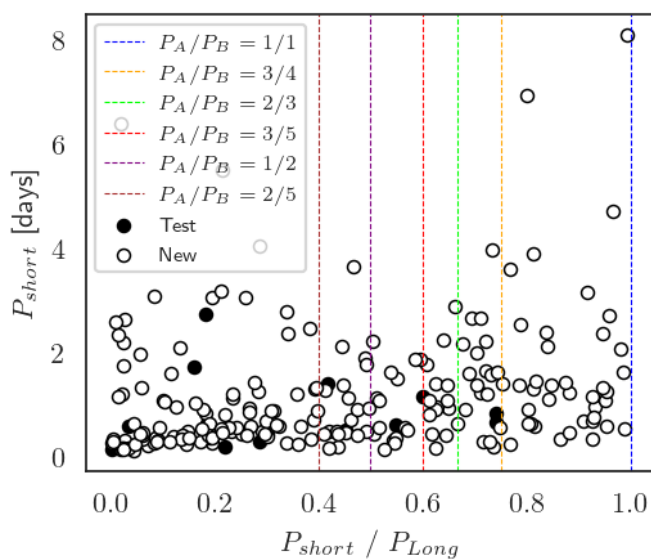 8
6
4
2
0
P_short [days]
P_A/P_B = 1/1
P_A/P_B = 3/4
P_A/P_B = 2/3
P_A/P_B = 3/5
P_A/P_B = 1/2
P_A/P_B = 2/5
Test
New
0.0 0.2 0.4 0.6 0.8 1.0
P_short / P_Long